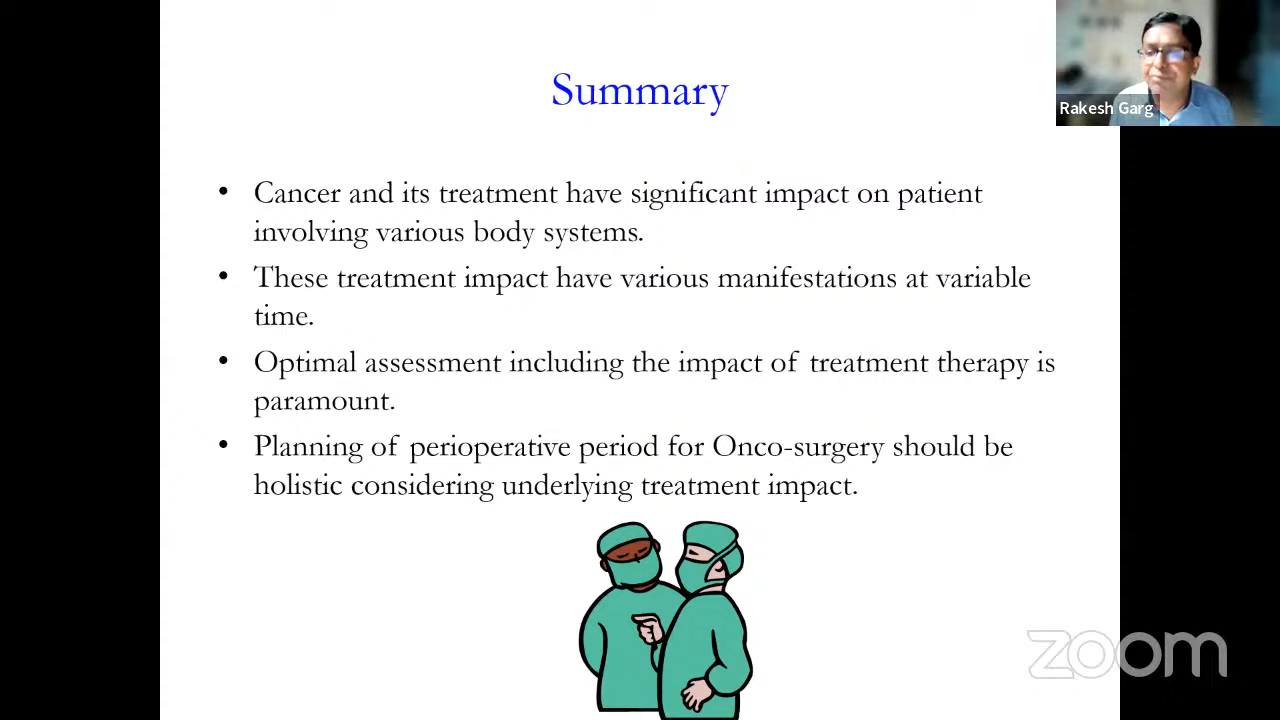 Summary
Rakesh Garg
• Cancer and its treatment have significant impact on patient
involving various body systems.
• These treatment impact have various manifestations at variable
time.
• Optimal assessment including the impact of treatment therapy is
paramount.
• Planning of perioperative period for Onco-surgery should be
holistic considering underlying treatment impact.
zoom